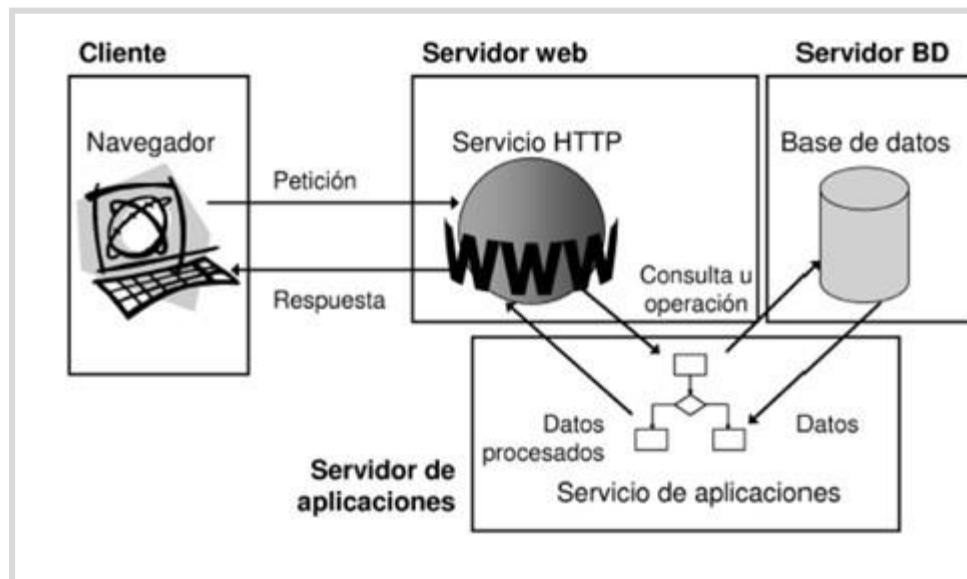 Cliente
Servidor web
Servidor BD
Navegador
Servicio HTTP
Base de datos
Petición
WWW
Respuesta
Consulta u
operación
Datos
procesados
Datos
Servidor de
aplicaciones
Servicio de aplicaciones